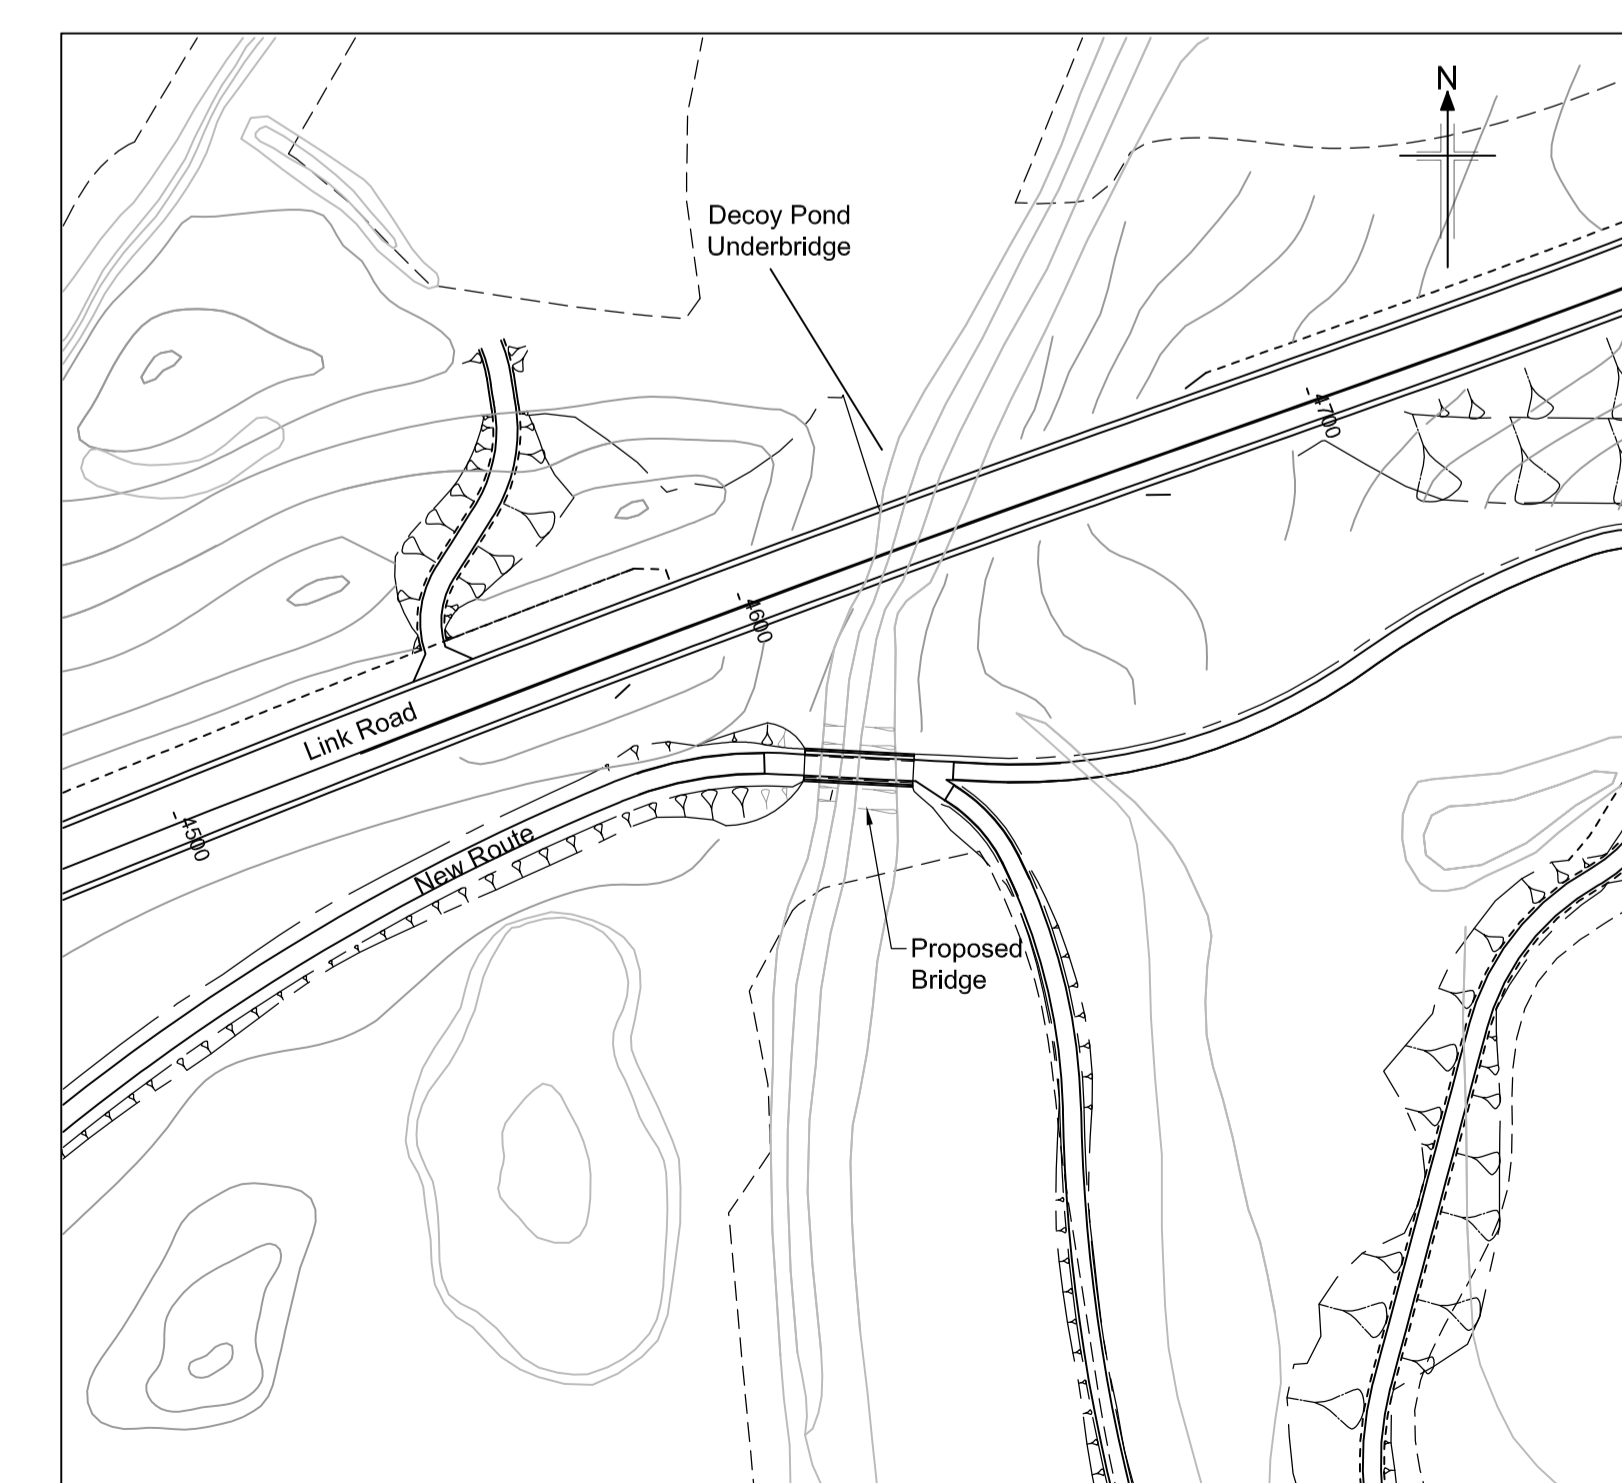 N
Decoy Pond
Underbridge
4700
4600
Link Road
4500
New Route
Proposed
Bridge